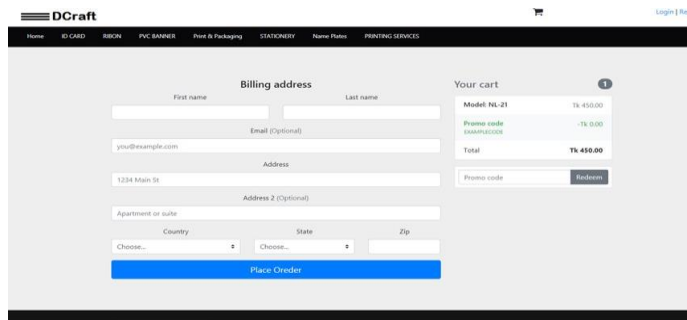 DCraft
Login | Re
Home ID CARD RIBON PVC BANNER Print & Packaging STATIONERY Name Plates PRINTING SERVICES
Billing address
First name Last name
Email (Optional)
you@example.com
Address
1234 Main St
Address 2 (Optional)
Apartment or suite
Country State Zip
Choose... Choose...
Place Oreder
Your cart 1
Model: NL-21 Tk 450.00
Promo code -Tk 0.00
EXAMPLECODE
Total Tk 450.00
Promo code Redeem